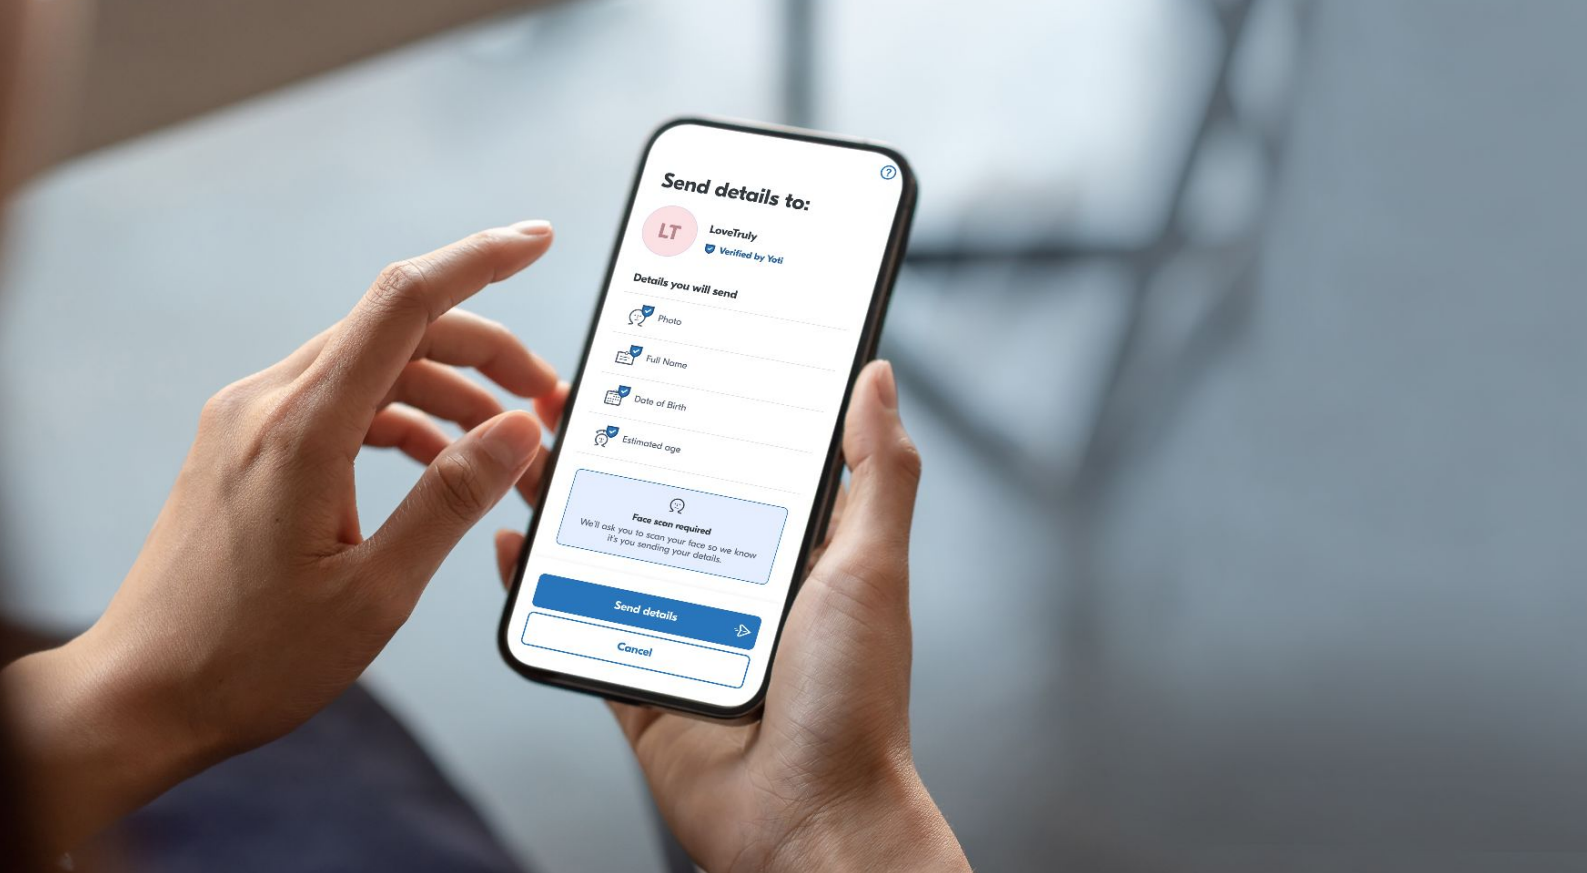 ?
Send details to:
LT
LoveTruly
Verified by Yoti
Details you will send
Photo
Full Name
Date of Birth
Estimated age
Face scan required
We'll ask you to scan your face so we know
it's you sending your details.
Send details
Cancel